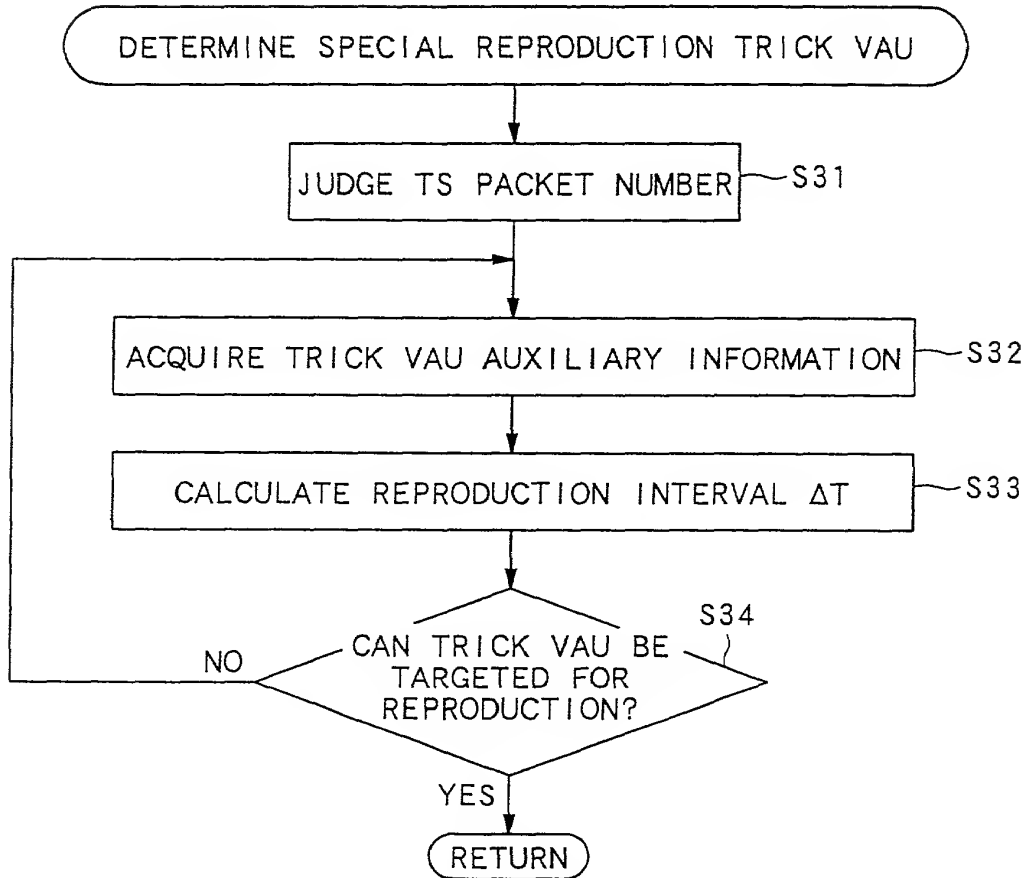 DETERMINE SPECIAL REPRODUCTION TRICK VAU
JUDGE TS PACKET NUMBER
S31
ACQUIRE TRICK VAU AUXILIARY INFORMATION
S32
CALCULATE REPRODUCTION INTERVAL ΔT
S33
S34
CAN TRICK VAU BE
TARGETED FOR
REPRODUCTION?
NO
YES
RETURN